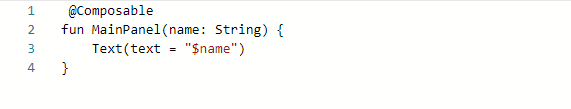 1 @Composable
2 fun MainPanel(name: String) {
3 Text(text = "$name")
4 }